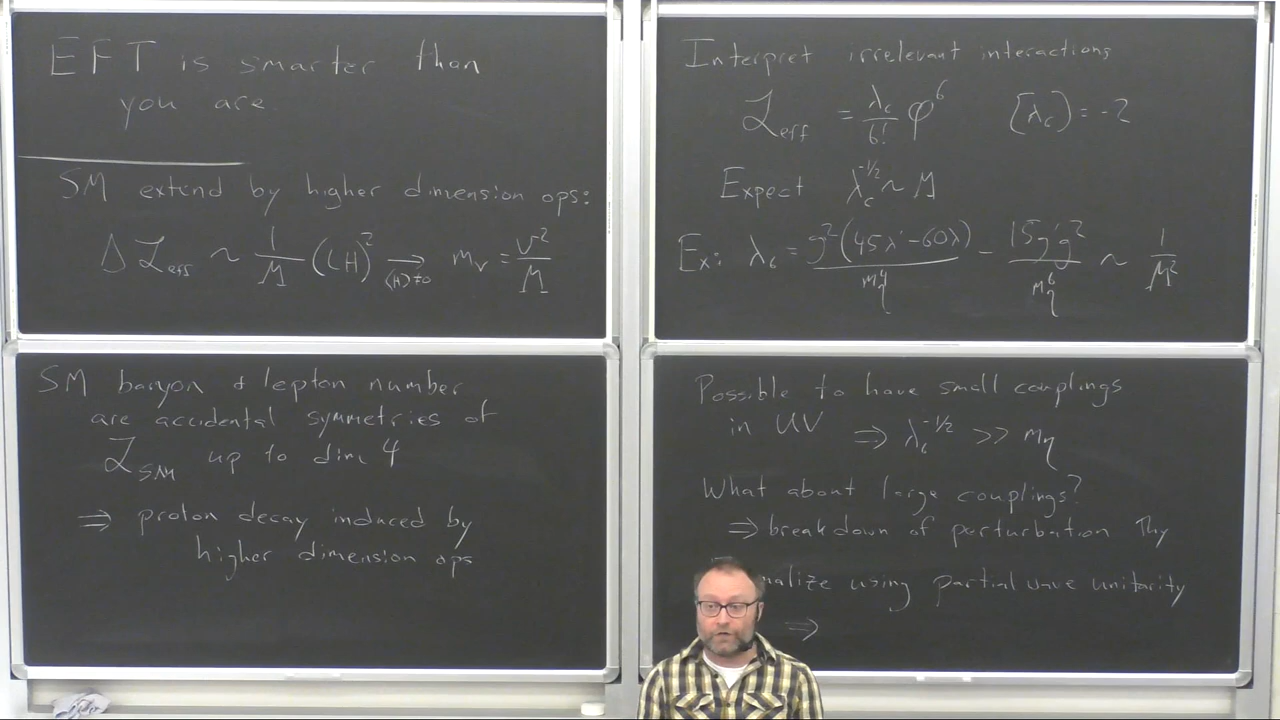 EFT is smarter than
you are
SM extend by higher dimension ops:
Δ ℒ_eff ~ 1/M (LH)² →_{⟨H⟩≠0} m_ν = v²/M
SM baryon & lepton number
are accidental symmetries of
ℒ_SM up to dim 4
⇒ proton decay induced by
higher dimension ops
Interpret irrelevant interactions
ℒ_eff = λ₆/6! φ⁶ [λ₆] = -2
Expect λ₆^{-1/2} ~ M
Ex: λ₆ = g²(45λ' - 60λ)/m_η⁴ - 15g'g²/m_η⁶ ~ 1/M²
Possible to have small couplings
in UV ⇒ λ₆^{-1/2} >> m_η
What about large couplings?
⇒ breakdown of perturbation Thy
using partial wave unitarity
⇒